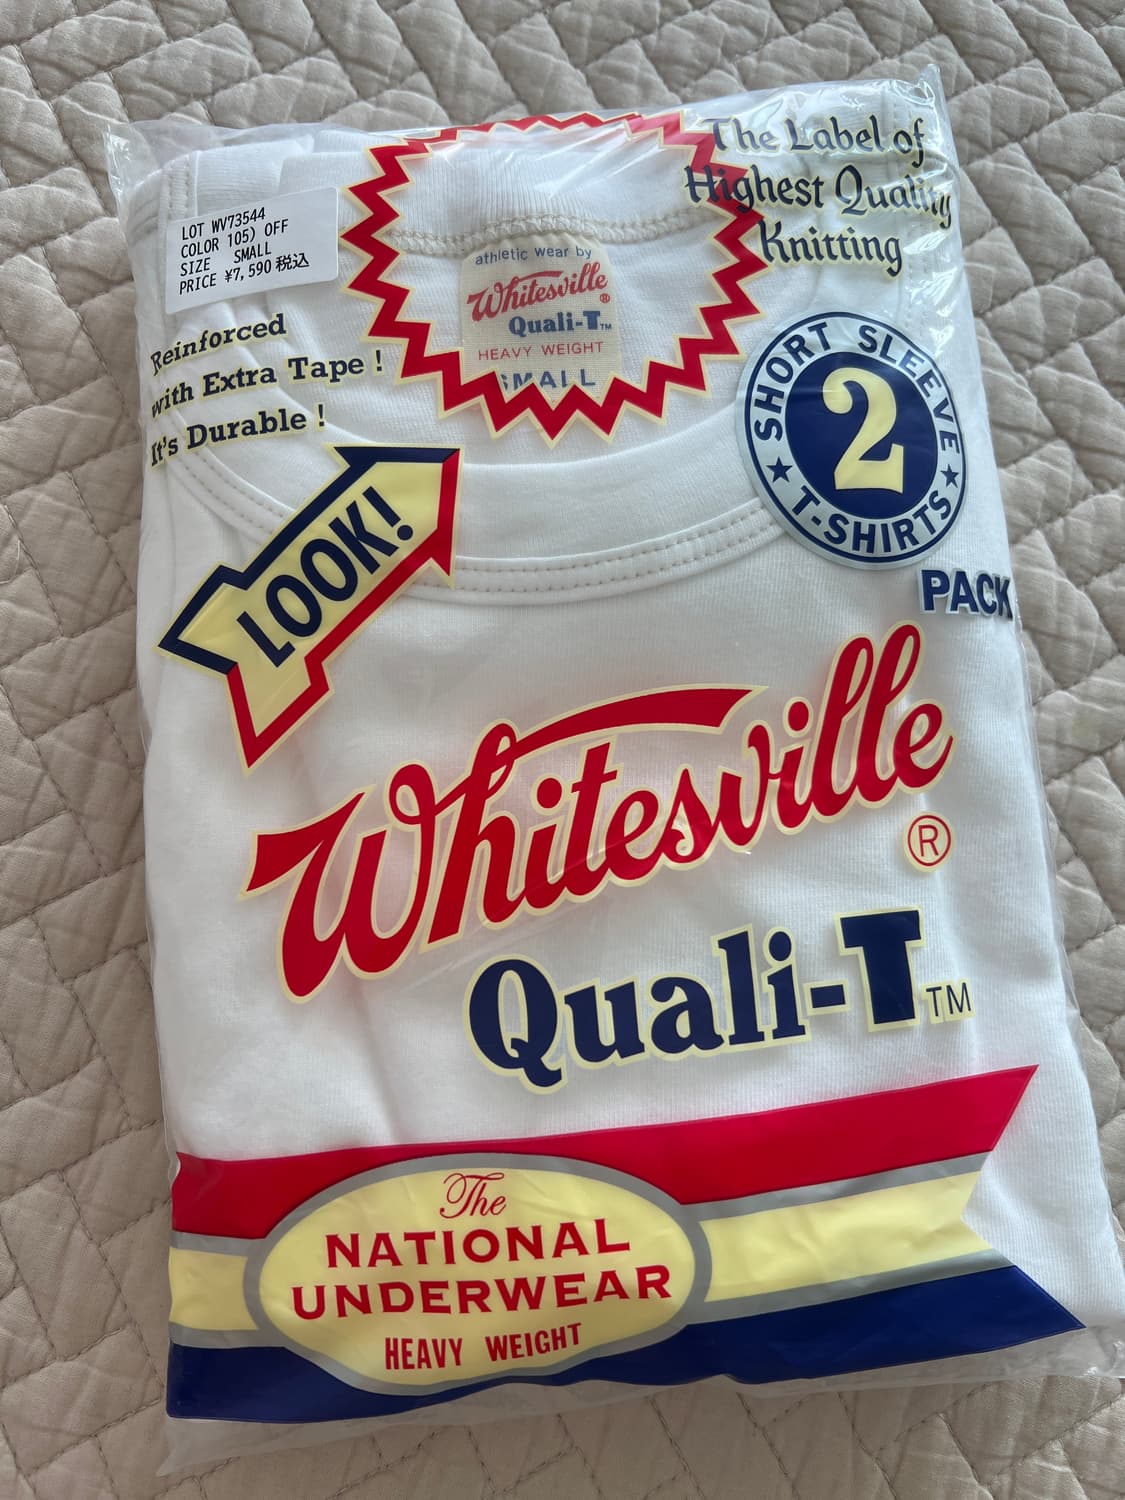 The Label of
Highest Quality
Knitting
LOT WV73544
COLOR 105) OFF
SIZE SMALL
PRICE ¥7,590 税込
athletic wear by
Whitesville®
Quali-T™
HEAVY WEIGHT
SMALL
Reinforced
with Extra Tape !
It's Durable !
LOOK!
SHORT SLEEVE
2
★ T-SHIRTS ★
PACK
Whitesville
®
Quali-T™
The
NATIONAL
UNDERWEAR
HEAVY WEIGHT